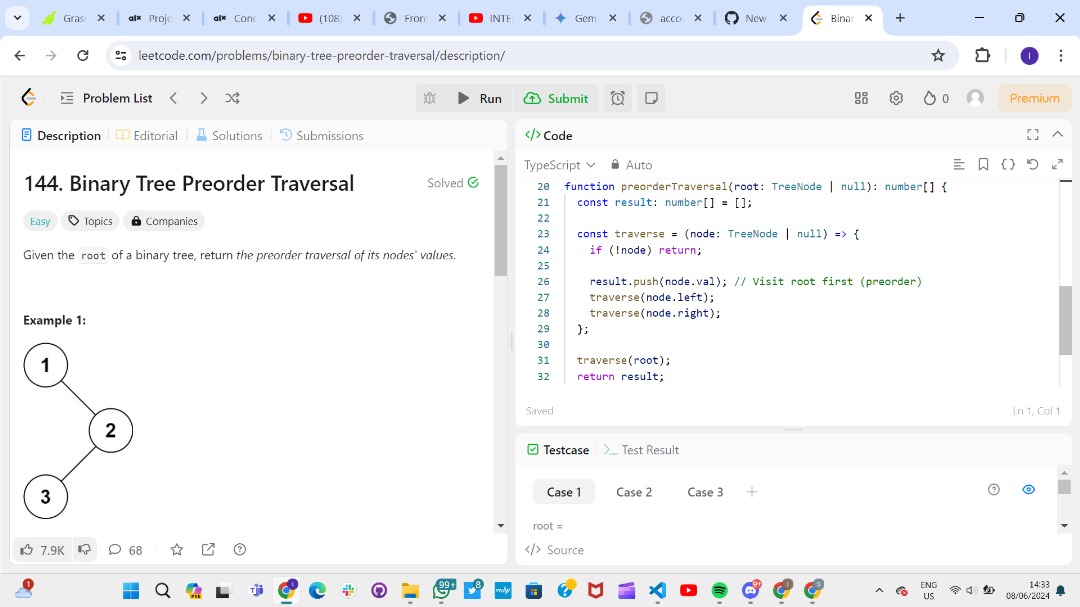 Gras
Proj
Conc
(108)
Fron
INTE
Gem
acco
New
Binar
leetcode.com/problems/binary-tree-preorder-traversal/description/
I
Problem List
Run
Submit
0
Premium
Description
Editorial
Solutions
Submissions
144. Binary Tree Preorder Traversal
Solved
Easy
Topics
Companies
Given the root of a binary tree, return the preorder traversal of its nodes' values.
Example 1:
1
2
3
7.9K
68
</> Code
TypeScript
Auto
20 function preorderTraversal(root: TreeNode | null): number[] {
21 const result: number[] = [];
22
23 const traverse = (node: TreeNode | null) => {
24 if (!node) return;
25
26 result.push(node.val); // Visit root first (preorder)
27 traverse(node.left);
28 traverse(node.right);
29 };
30
31 traverse(root);
32 return result;
Saved
Ln 1, Col 1
Testcase
>_ Test Result
Case 1
Case 2
Case 3
root =
</> Source
1
99+
8
9+
ENG
US
14:33
08/06/2024